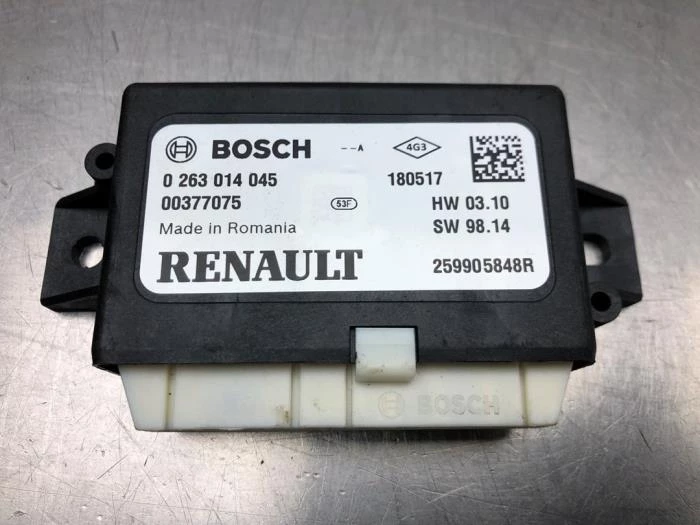 BOSCH --A 4G3
0 263 014 045 180517
00377075 53F HW 03.10
Made in Romania SW 98.14
RENAULT 259905848R
BOSCH